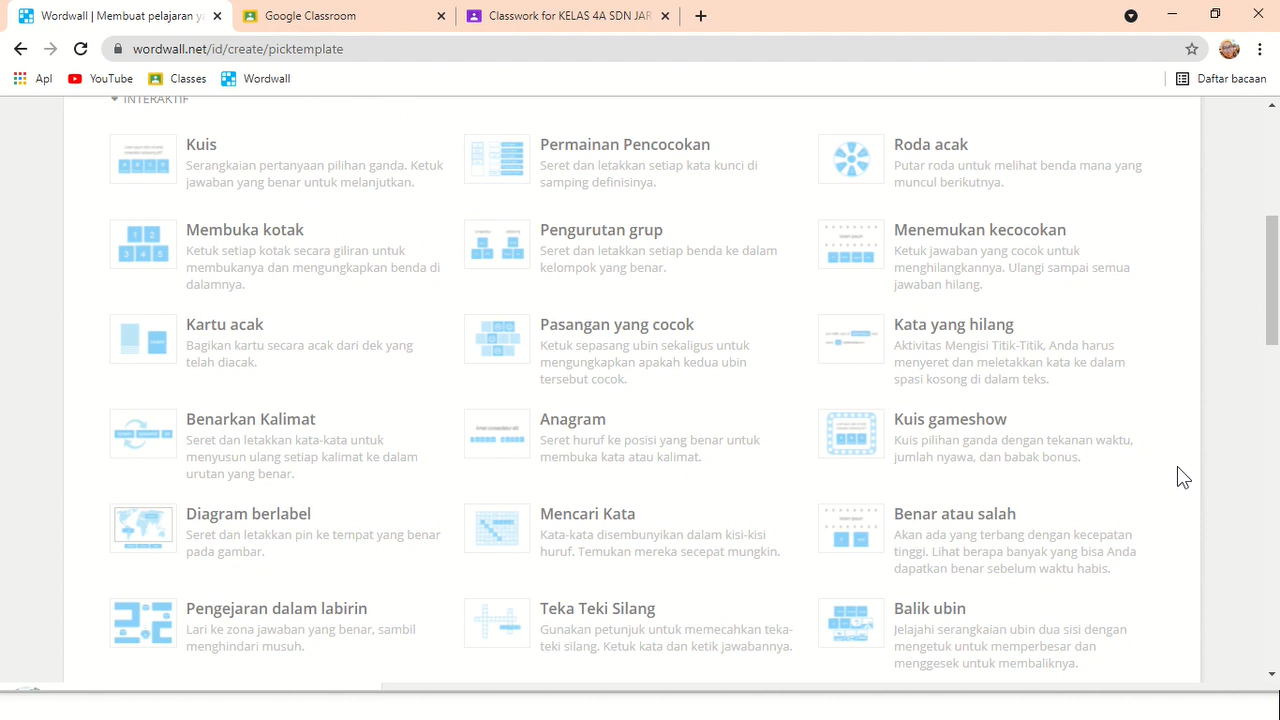 Wordwall | Membuat pelajaran ya
Google Classroom
Classwork for KELAS 4A SDN JAR
wordwall.net/id/create/picktemplate
Apl
YouTube
Classes
Wordwall
Daftar bacaan
INTERAKTIF
Kuis
Serangkaian pertanyaan pilihan ganda. Ketuk
jawaban yang benar untuk melanjutkan.
Permainan Pencocokan
Seret dan letakkan setiap kata kunci di
samping definisinya.
Roda acak
Putar roda untuk melihat benda mana yang
muncul berikutnya.
Membuka kotak
Ketuk setiap kotak secara giliran untuk
membukanya dan mengungkapkan benda di
dalamnya.
Pengurutan grup
Seret dan letakkan setiap benda ke dalam
kelompok yang benar.
Menemukan kecocokan
Ketuk jawaban yang cocok untuk
menghilangkannya. Ulangi sampai semua
jawaban hilang.
Kartu acak
Bagikan kartu secara acak dari dek yang
telah diacak.
Pasangan yang cocok
Ketuk sepasang ubin sekaligus untuk
mengungkapkan apakah kedua ubin
tersebut cocok.
Kata yang hilang
Aktivitas Mengisi Titik-Titik, Anda harus
menyeret dan meletakkan kata ke dalam
spasi kosong di dalam teks.
Benarkan Kalimat
Seret dan letakkan kata-kata untuk
menyusun ulang setiap kalimat ke dalam
urutan yang benar.
Anagram
Seret huruf ke posisi yang benar untuk
membuka kata atau kalimat.
Kuis gameshow
Kuis pilihan ganda dengan tekanan waktu,
jumlah nyawa, dan babak bonus.
Diagram berlabel
Seret dan letakkan pin ke tempat yang benar
pada gambar.
Mencari Kata
Kata-kata disembunyikan dalam kisi-kisi
huruf. Temukan mereka secepat mungkin.
Benar atau salah
Akan ada yang terbang dengan kecepatan
tinggi. Lihat berapa banyak yang bisa Anda
dapatkan benar sebelum waktu habis.
Pengejaran dalam labirin
Lari ke zona jawaban yang benar, sambil
menghindari musuh.
Teka Teki Silang
Gunakan petunjuk untuk memecahkan teka-
teki silang. Ketuk kata dan ketik jawabannya.
Balik ubin
Jelajahi serangkaian ubin dua sisi dengan
mengetuk untuk memperbesar dan
menggesek untuk membaliknya.